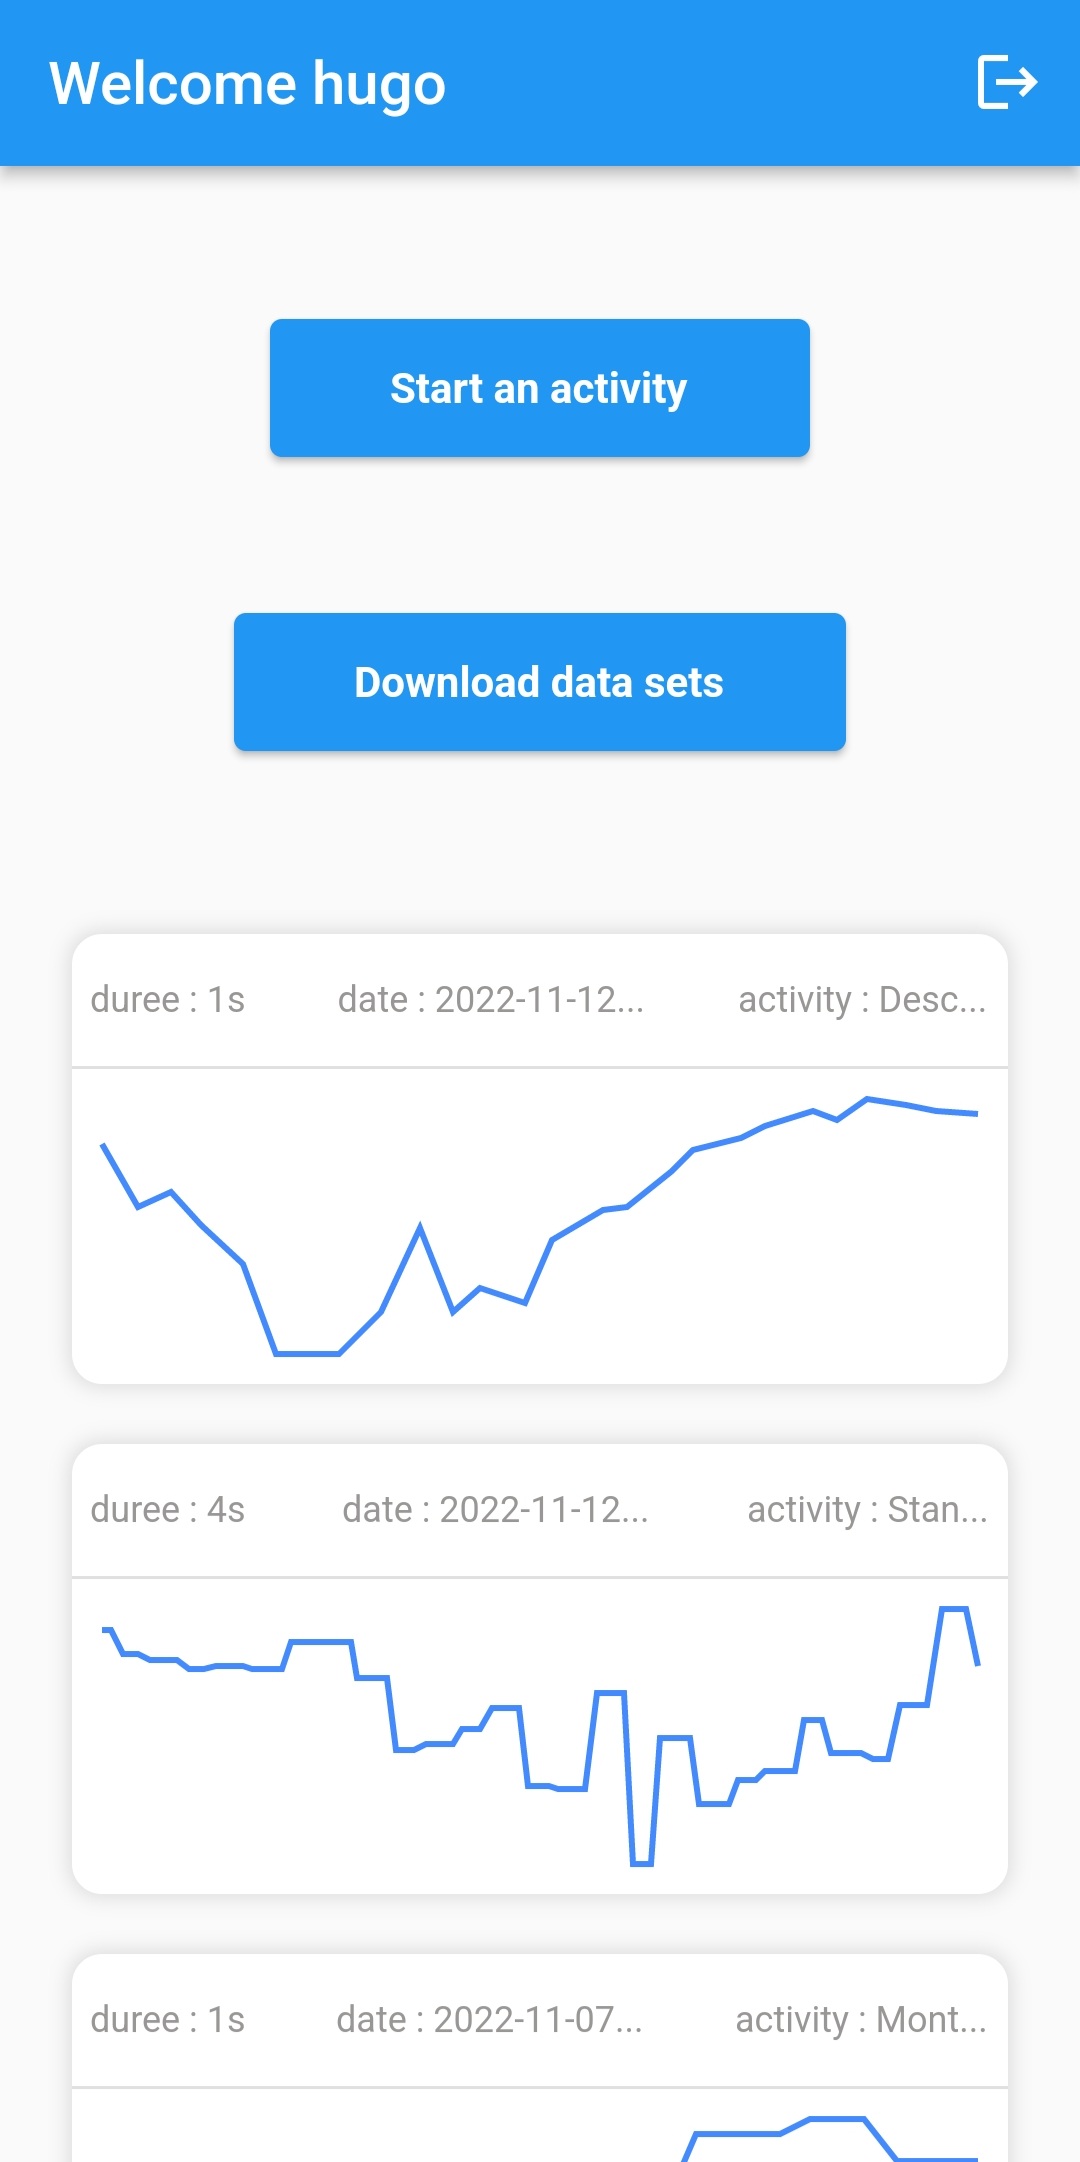 Welcome hugo
Start an activity
Download data sets
duree : 1s date : 2022-11-12... activity : Desc...
duree : 4s date : 2022-11-12... activity : Stan...
duree : 1s date : 2022-11-07... activity : Mont...